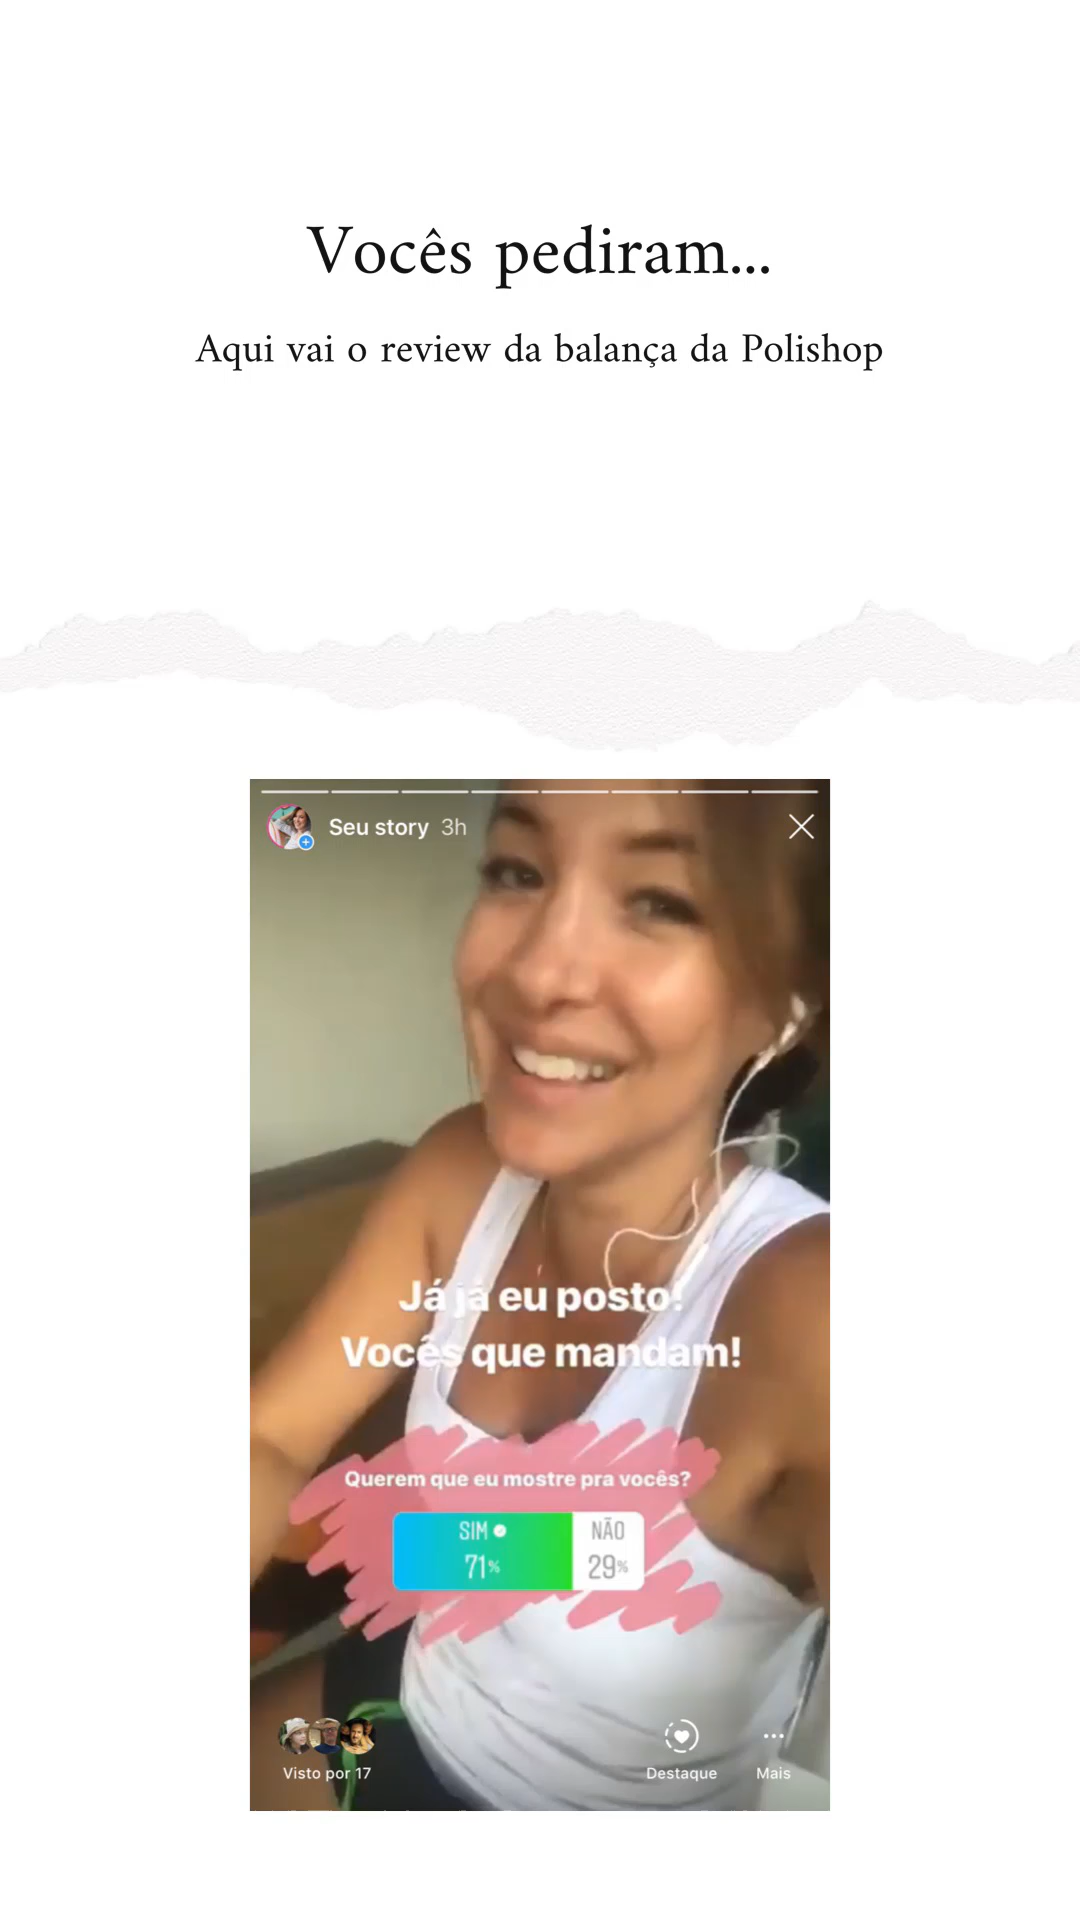 Vocês pediram...
Aqui vai o review da balança da Polishop
Seu story 3h
Já já eu posto!
Vocês que mandam!
Querem que eu mostre pra vocês?
SIM
NÃO
71%
29%
Visto por 17
Destaque
Mais